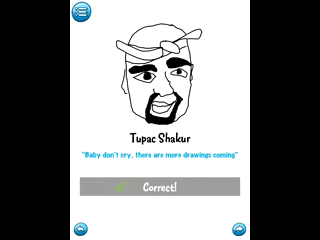 Tupac Shakur
"Baby don't cry, there are more drawings coming"
Correct!